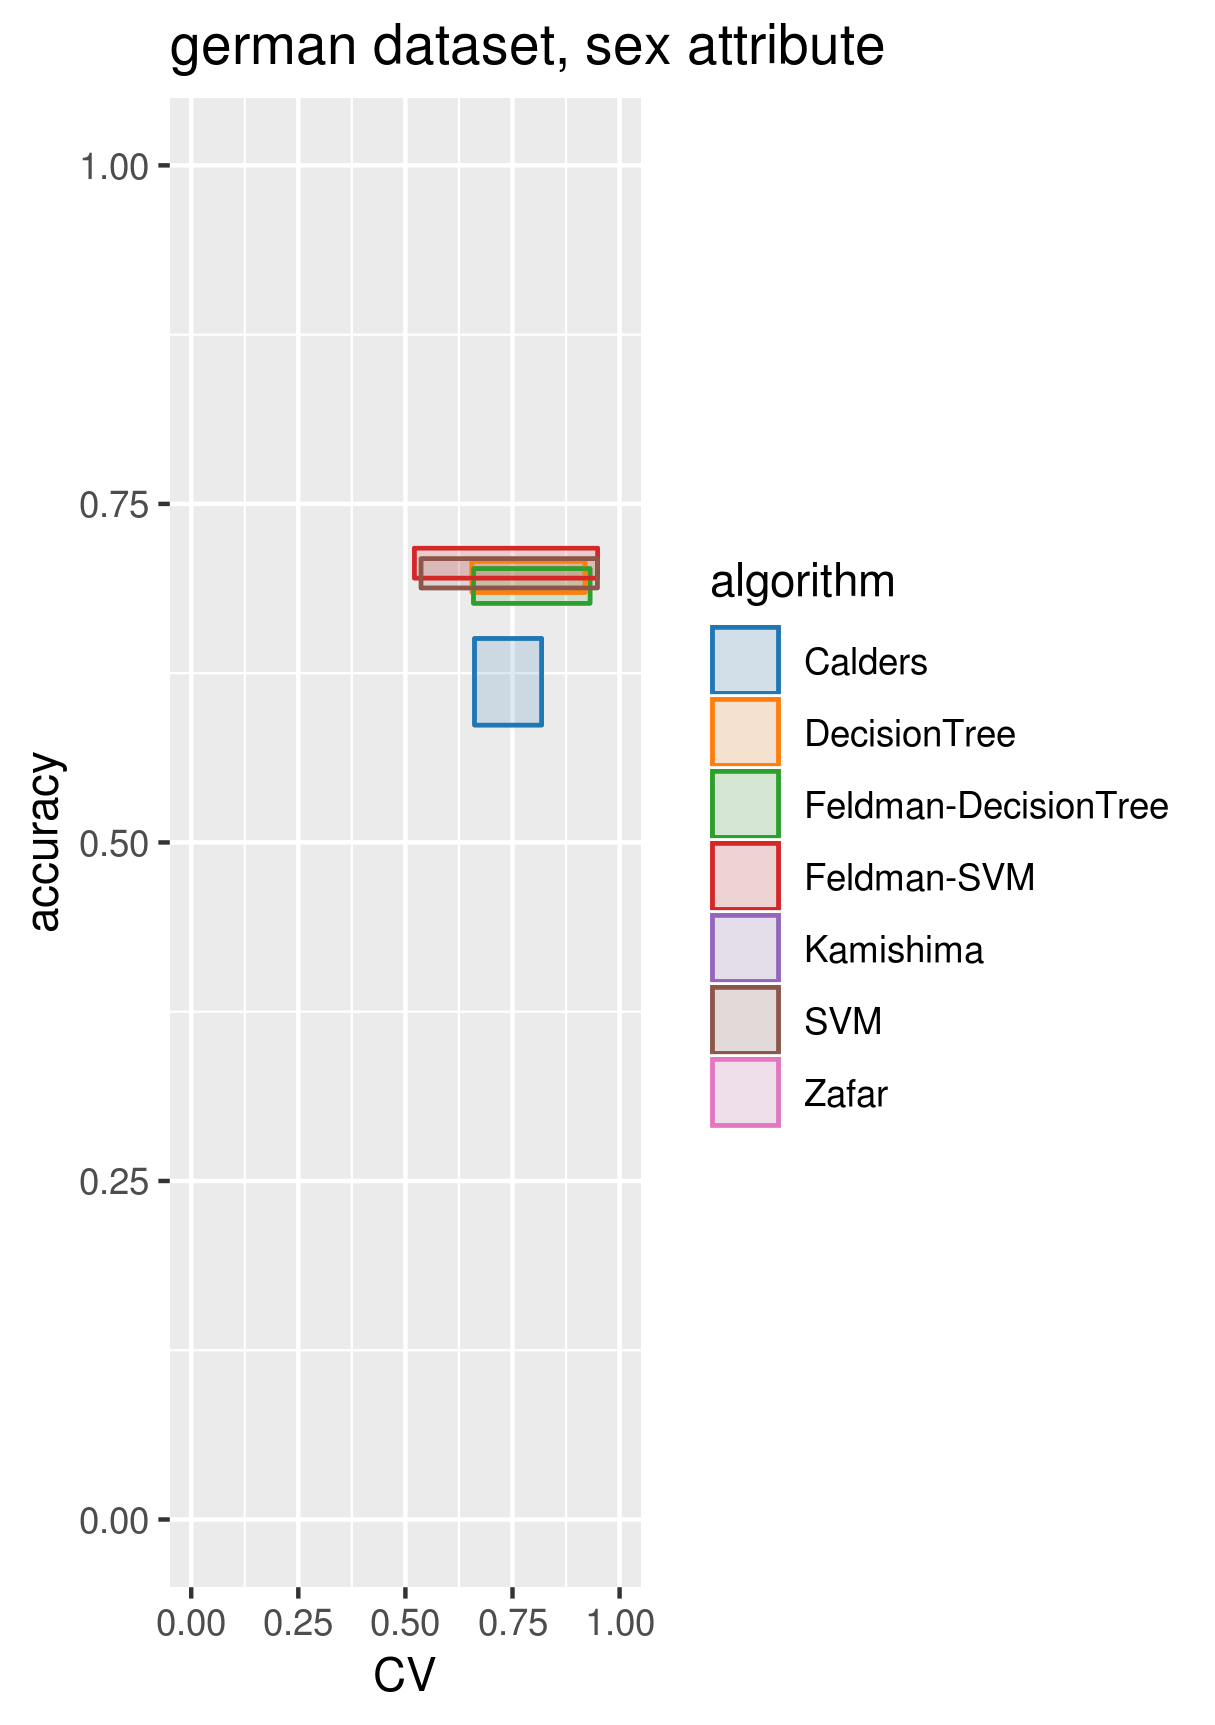 german dataset, sex attribute
1.00
0.75
0.50
0.25
0.00
accuracy
0.00 0.25 0.50 0.75 1.00
CV
algorithm
Calders
DecisionTree
Feldman-DecisionTree
Feldman-SVM
Kamishima
SVM
Zafar